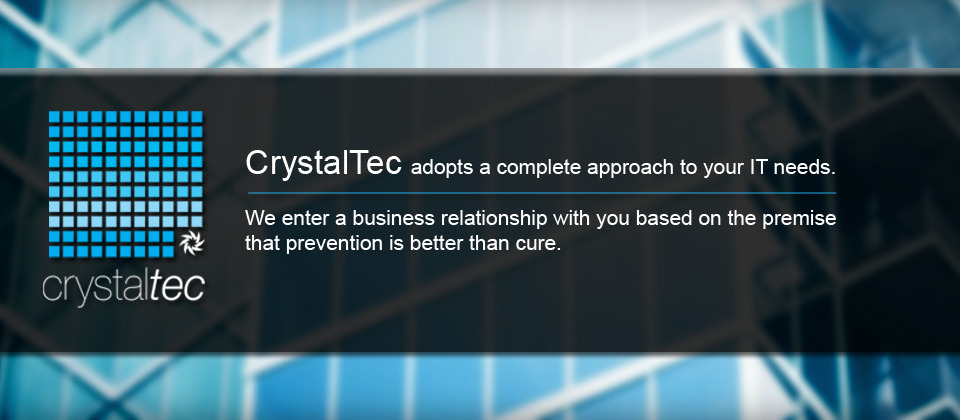 CrystalTec adopts a complete approach to your IT needs.
We enter a business relationship with you based on the premise
that prevention is better than cure.
crystaltec